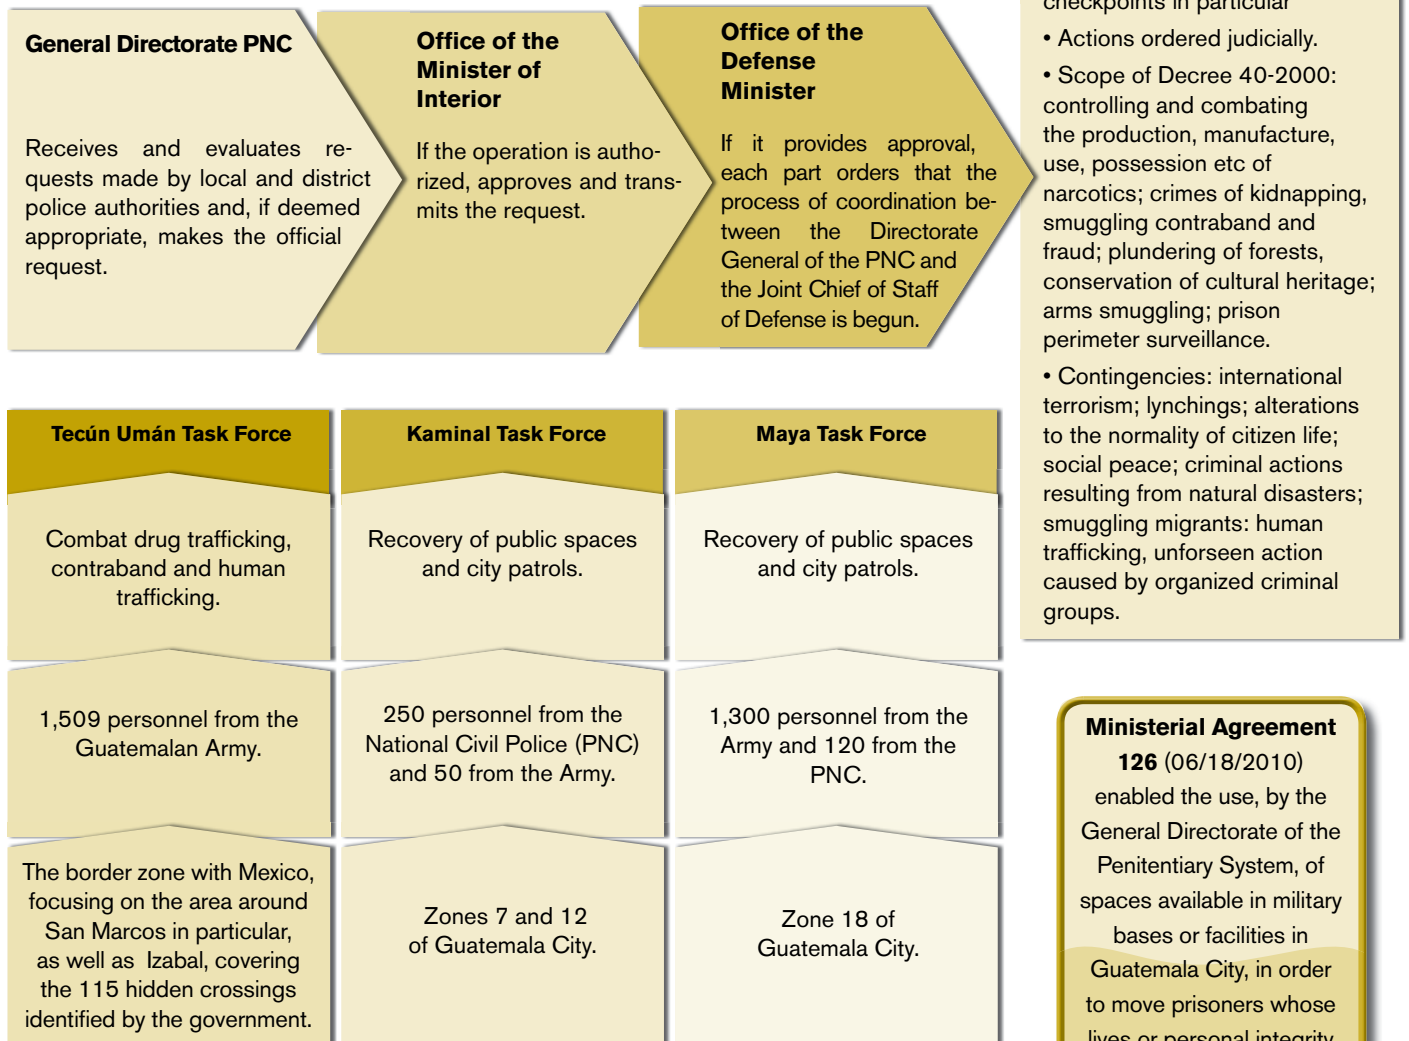 General Directorate PNC
Receives and evaluates re-
quests made by local and district
police authorities and, if deemed
appropriate, makes the official
request.
Office of the
Minister of
Interior
If the operation is autho-
rized, approves and trans-
mits the request.
Office of the
Defense
Minister
If it provides approval,
each part orders that the
process of coordination be-
tween the Directorate
General of the PNC and
the Joint Chief of Staff
of Defense is begun.
checkpoints in particular
• Actions ordered judicially.
• Scope of Decree 40-2000:
controlling and combating
the production, manufacture,
use, possession etc of
narcotics; crimes of kidnapping,
smuggling contraband and
fraud; plundering of forests,
conservation of cultural heritage;
arms smuggling; prison
perimeter surveillance.
• Contingencies: international
terrorism; lynchings; alterations
to the normality of citizen life;
social peace; criminal actions
resulting from natural disasters;
smuggling migrants: human
trafficking, unforseen action
caused by organized criminal
groups.
Tecún Umán Task Force
Combat drug trafficking,
contraband and human
trafficking.
1,509 personnel from the
Guatemalan Army.
The border zone with Mexico,
focusing on the area around
San Marcos in particular,
as well as Izabal, covering
the 115 hidden crossings
identified by the government.
Kaminal Task Force
Recovery of public spaces
and city patrols.
250 personnel from the
National Civil Police (PNC)
and 50 from the Army.
Zones 7 and 12
of Guatemala City.
Maya Task Force
Recovery of public spaces
and city patrols.
1,300 personnel from the
Army and 120 from the
PNC.
Zone 18 of
Guatemala City.
Ministerial Agreement
126 (06/18/2010)
enabled the use, by the
General Directorate of the
Penitentiary System, of
spaces available in military
bases or facilities in
Guatemala City, in order
to move prisoners whose
lives or personal integrity